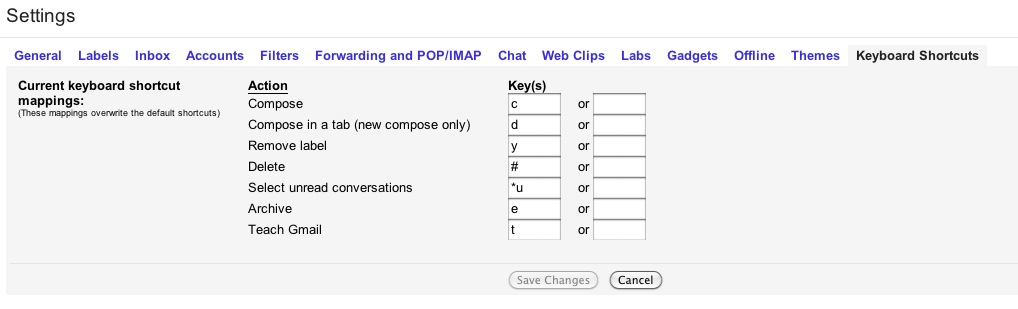 Settings
General Labels Inbox Accounts Filters Forwarding and POP/IMAP Chat Web Clips Labs Gadgets Offline Themes Keyboard Shortcuts
Current keyboard shortcut
mappings:
(These mappings overwrite the default shortcuts)
Action Key(s)
Compose c or
Compose in a tab (new compose only) d or
Remove label y or
Delete # or
Select unread conversations *u or
Archive e or
Teach Gmail t or
Save Changes Cancel